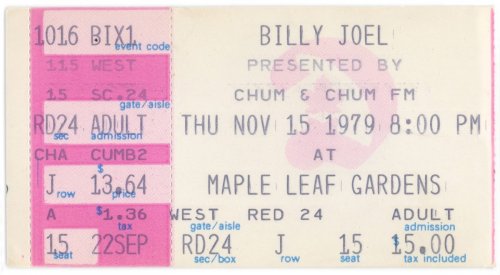 1016 BIX1 BILLY JOEL
event code
115 WEST PRESENTED BY
15 SC.24 CHUM & CHUM FM
gate/aisle
RD24 ADULT THU NOV 15 1979 8:00 PM
sec admission
CHA CUMB2 AT
$
J 13.64 MAPLE LEAF GARDENS
row price
$
A 1.36 WEST RED 24 ADULT
tax gate/aisle admission
$
15 22SEP RD24 J 15 15.00
seat sec/box row seat tax included